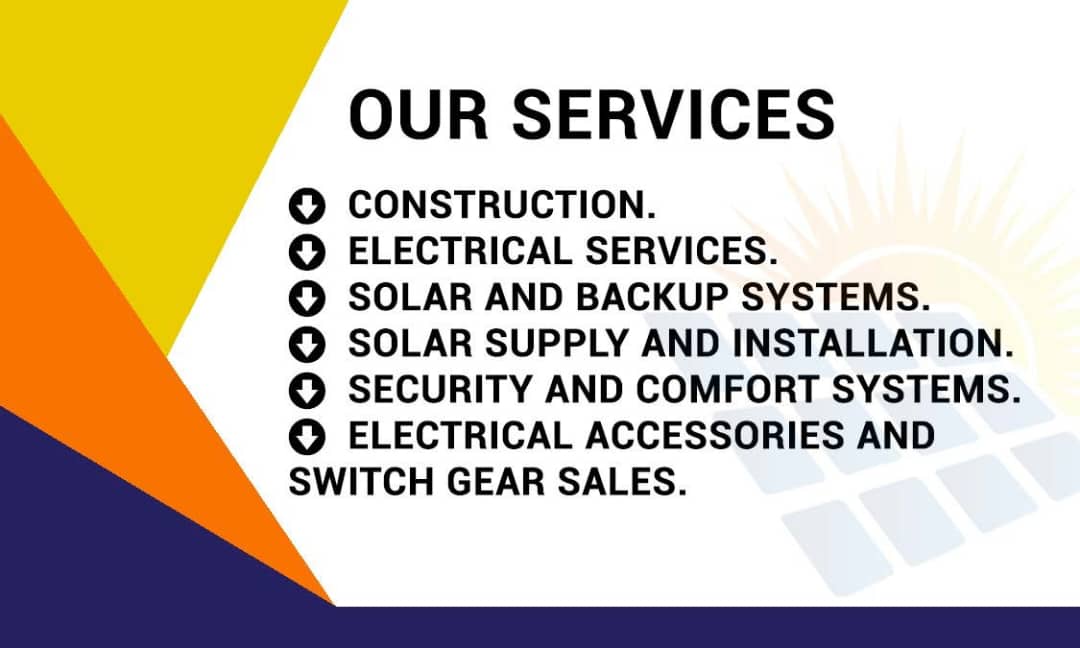 OUR SERVICES
CONSTRUCTION.
ELECTRICAL SERVICES.
SOLAR AND BACKUP SYSTEMS.
SOLAR SUPPLY AND INSTALLATION.
SECURITY AND COMFORT SYSTEMS.
ELECTRICAL ACCESSORIES AND
SWITCH GEAR SALES.